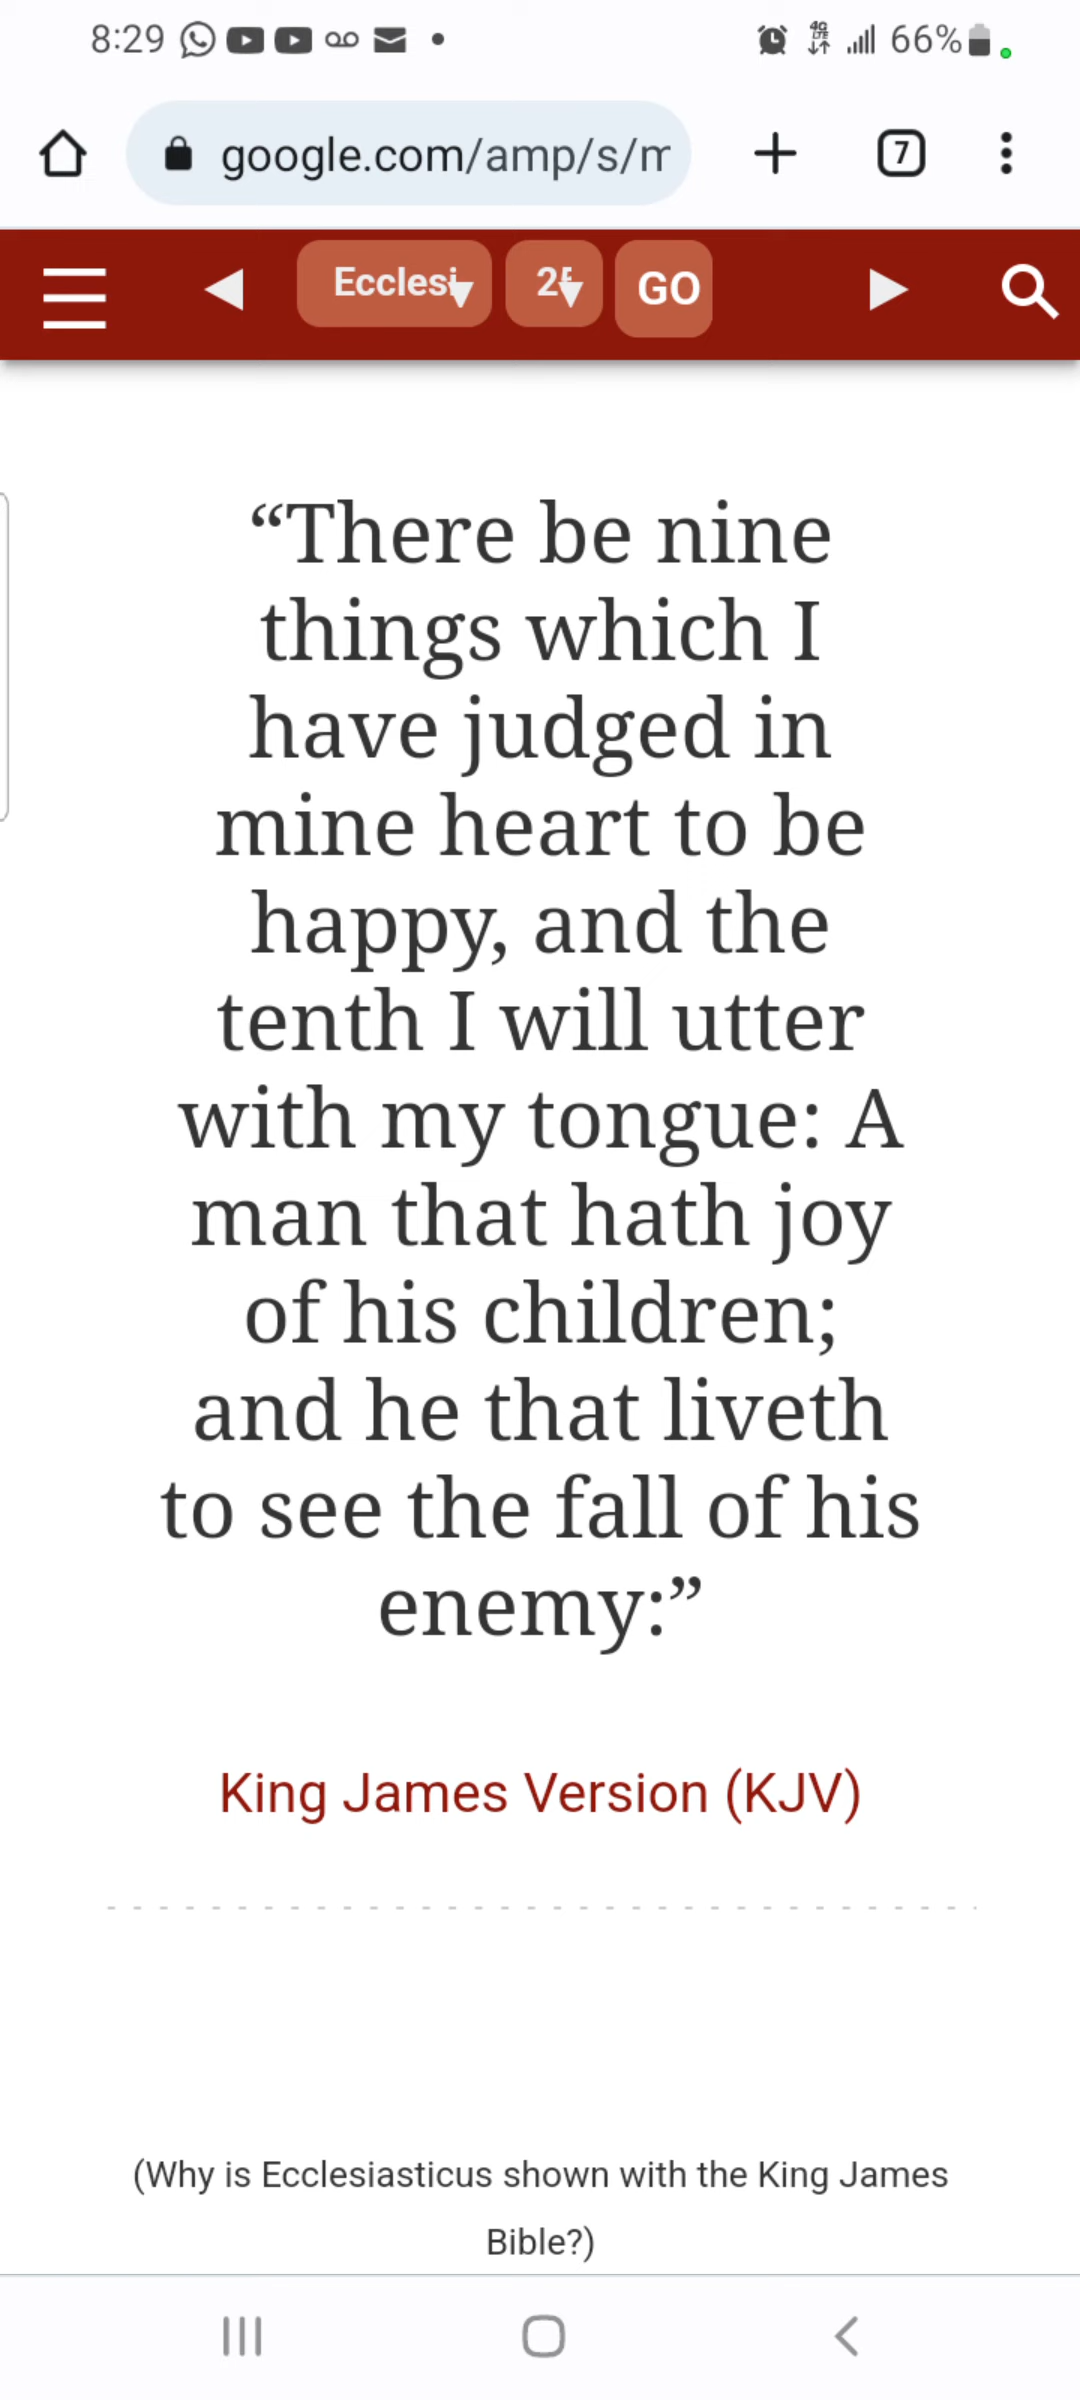 8:29 4G LTE 66%
google.com/amp/s/m 7
Ecclesi GO
“There be nine
things which I
have judged in
mine heart to be
happy, and the
tenth I will utter
with my tongue: A
man that hath joy
of his children;
and he that liveth
to see the fall of his
enemy:”
King James Version (KJV)
(Why is Ecclesiasticus shown with the King James
Bible?)